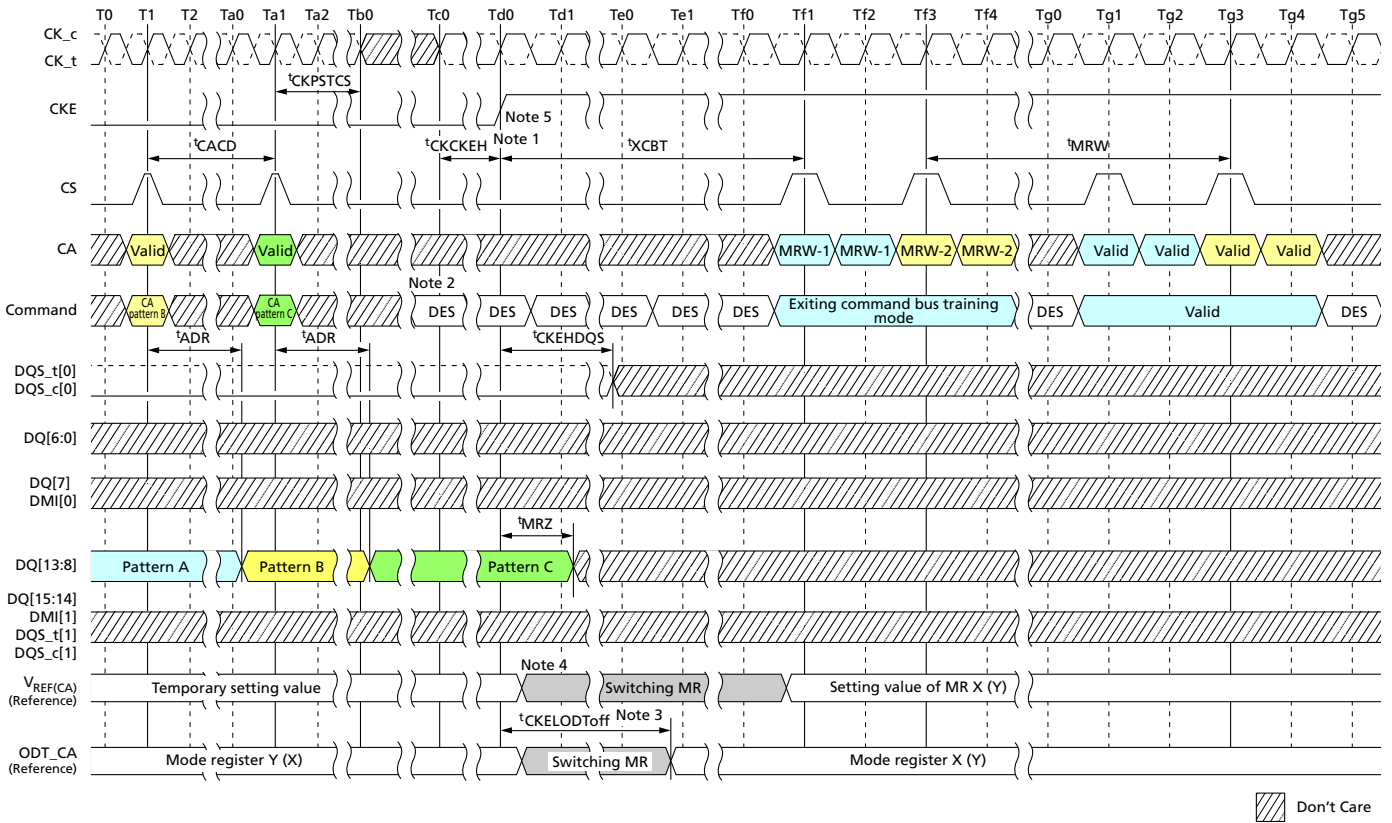 T0 T1 T2 Ta0 Ta1 Ta2 Tb0 Tc0 Td0 Td1 Te0 Te1 Tf0 Tf1 Tf2 Tf3 Tf4 Tg0 Tg1 Tg2 Tg3 Tg4 Tg5
CK_c
CK_t
tCKPSTCS
CKE
Note 5
tCACD
tCKCKEH
Note 1
tXCBT
tMRW
CS
CA
Valid Valid MRW-1 MRW-1 MRW-2 MRW-2 Valid Valid Valid Valid
Note 2
Command
CA
pattern B
CA
pattern C
DES DES DES DES DES DES
Exiting command bus training
mode
DES Valid DES
tADR tADR tCKEHDQS
DQS_t[0]
DQS_c[0]
DQ[6:0]
DQ[7]
DMI[0]
tMRZ
DQ[13:8]
Pattern A Pattern B Pattern C
DQ[15:14]
DMI[1]
DQS_t[1]
DQS_c[1]
Note 4
VREF(CA)
(Reference)
Temporary setting value Switching MR Setting value of MR X (Y)
tCKELODToff Note 3
ODT_CA
(Reference)
Mode register Y (X) Switching MR Mode register X (Y)
Don't Care